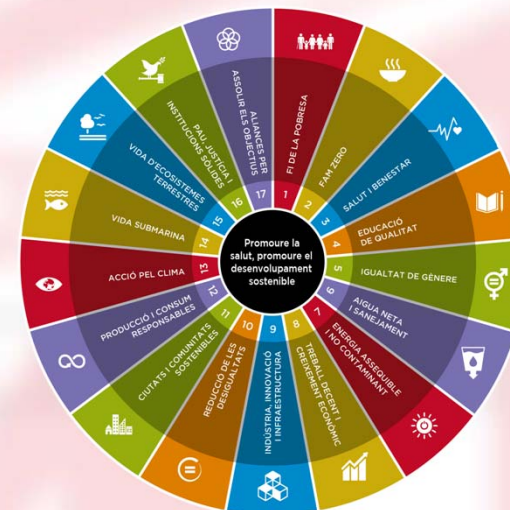 Promoure la
salut, promoure el
desenvolupament
sostenible
1
FI DE LA POBRESA
2
FAM ZERO
3
SALUT I BENESTAR
4
EDUCACIÓ
DE QUALITAT
5
IGUALTAT DE GÈNERE
6
AIGUA NETA
I SANEJAMENT
7
ENERGIA ASSEQUIBLE
I NO CONTAMINANT
8
TREBALL DECENT I
CREIXEMENT ECONÒMIC
9
INDÚSTRIA, INNOVACIÓ
I INFRAESTRUCTURA
10
REDUCCIÓ DE LES
DESIGUALTATS
11
CIUTATS I COMUNITATS
SOSTENIBLES
12
PRODUCCIÓ I CONSUM
RESPONSABLES
13
ACCIÓ PEL CLIMA
14
VIDA SUBMARINA
15
VIDA D'ECOSISTEMES
TERRESTRES
16
PAU, JUSTÍCIA I
INSTITUCIONS SÒLIDES
17
ALIANCES PER
ASSOLIR ELS OBJECTIUS